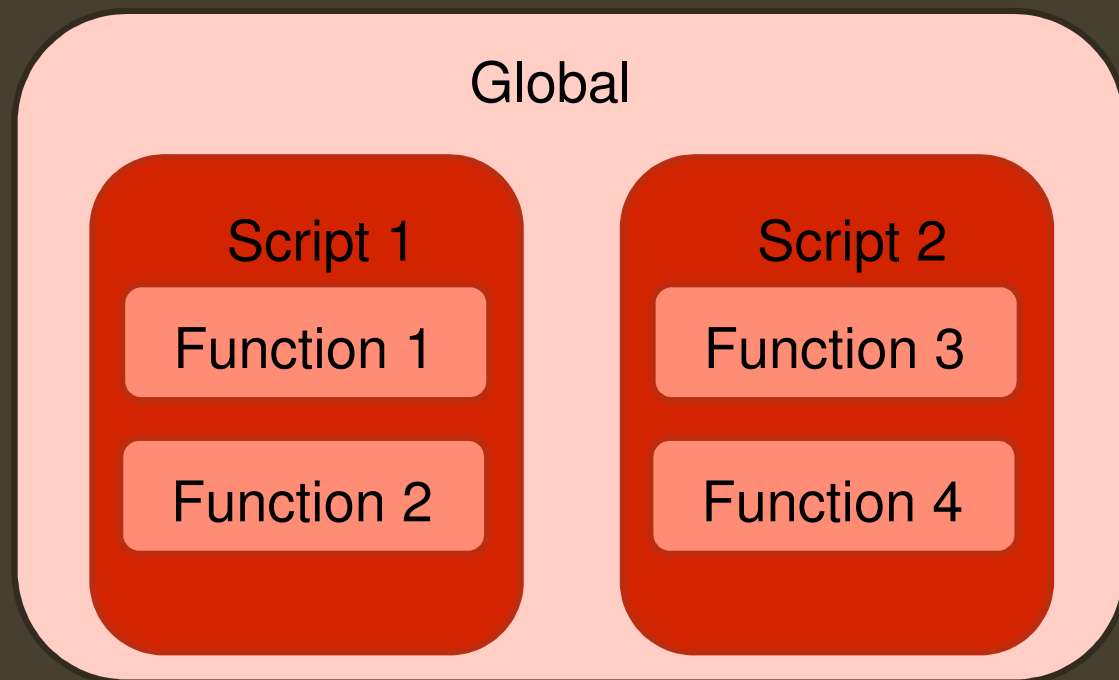 Global
Script 1
Function 1
Function 2
Script 2
Function 3
Function 4